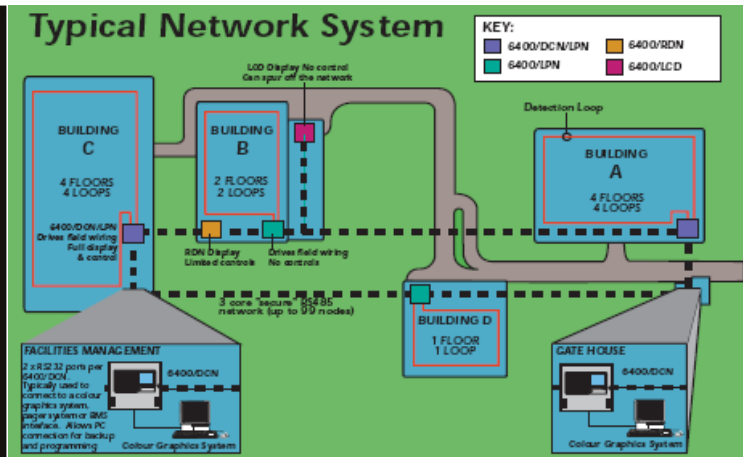 Typical Network System
KEY:
6400/DCN/LPN
6400/RDN
6400/LPN
6400/LCD
LCD Display No control
Can spur off the network
Detection Loop
BUILDING
C
4 FLOORS
4 LOOPS
BUILDING
B
2 FLOORS
2 LOOPS
BUILDING
A
4 FLOORS
4 LOOPS
6400/DCN/LPN
Drives field wiring
Full display
& control
RDN Display
Limited controls
Drives field wiring
No controls
3 core "secure" RS485
network (up to 99 nodes)
BUILDING D
1 FLOOR
1 LOOP
FACILITIES MANAGEMENT
2 x RS232 ports per
6400/DCN.
Typically used to
connect to a colour
graphics system,
pager system or BMS
interface. Allows PC
connection for backup
and programming
6400/DCN
Colour Graphics System
GATE HOUSE
6400/DCN
Colour Graphics System